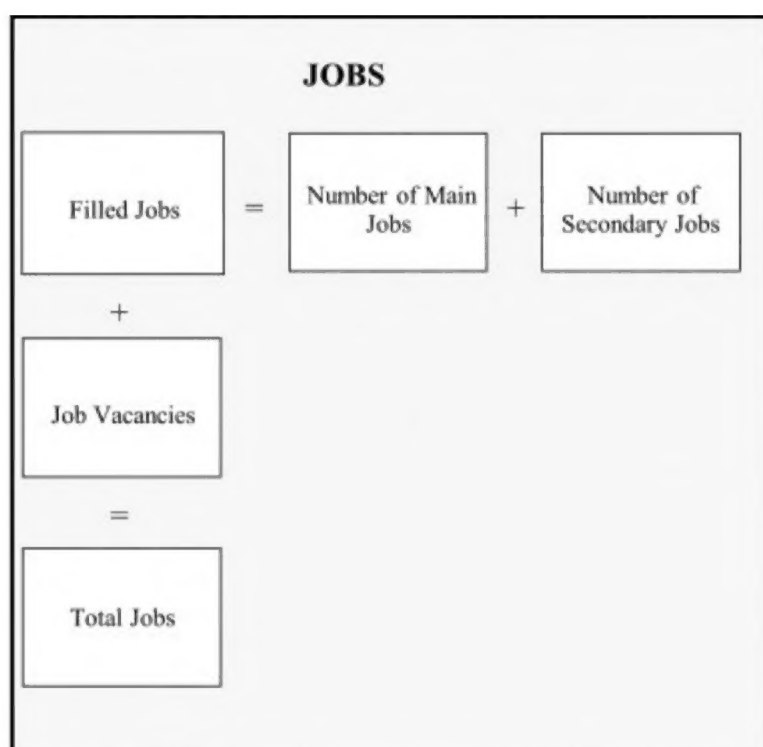 JOBS
Filled Jobs
=
Number of Main
Jobs
+
Number of
Secondary Jobs
+
Job Vacancies
=
Total Jobs